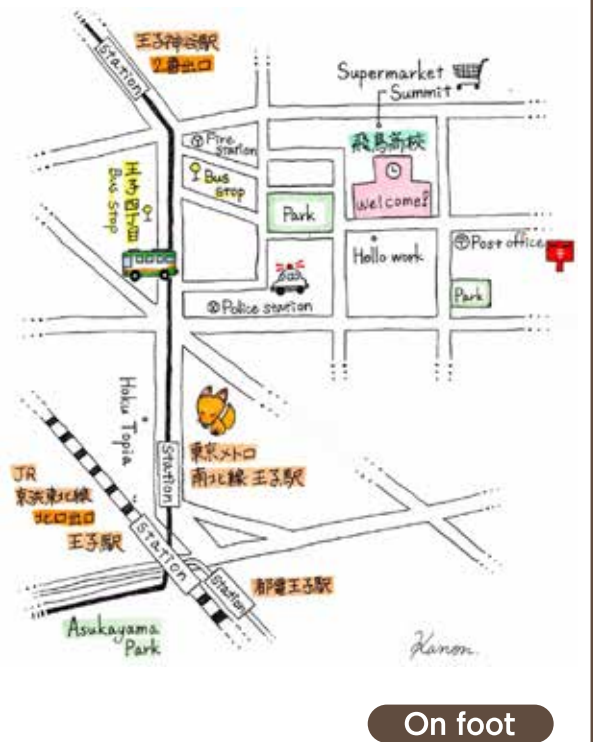 Station
王子神谷駅
2番出口
Supermarket
Summit
飛鳥高校
Welcome!
Fire
station
Bus
stop
王子四丁目
Bus Stop
Park
Hello work
Post office
Park
Police station
Hoku Topia
Station
東京メトロ
南北線 王子駅
JR
京浜東北線
北口出口
王子駅
Station
Station
都電王子駅
Asukayama
Park
Kanon.
On foot